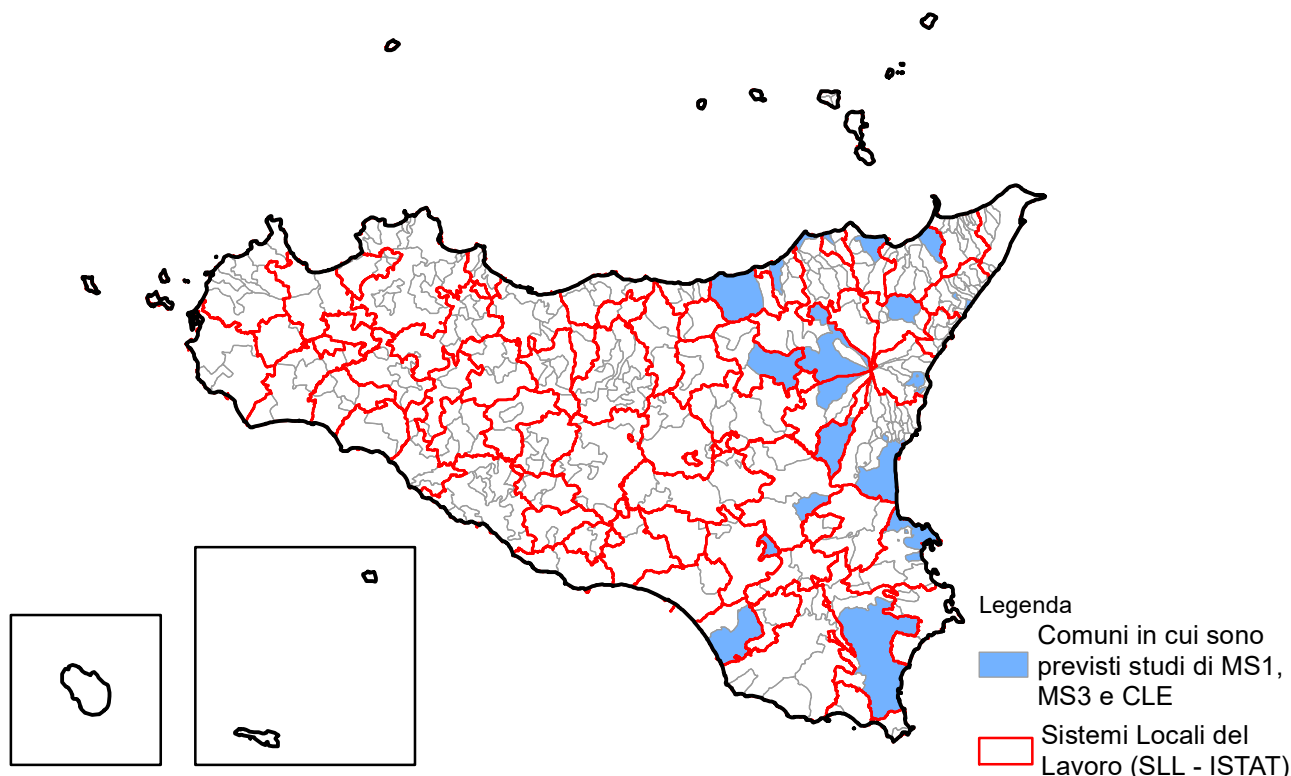 Legenda
Comuni in cui sono
previsti studi di MS1,
MS3 e CLE
Sistemi Locali del
Lavoro (SLL - ISTAT)